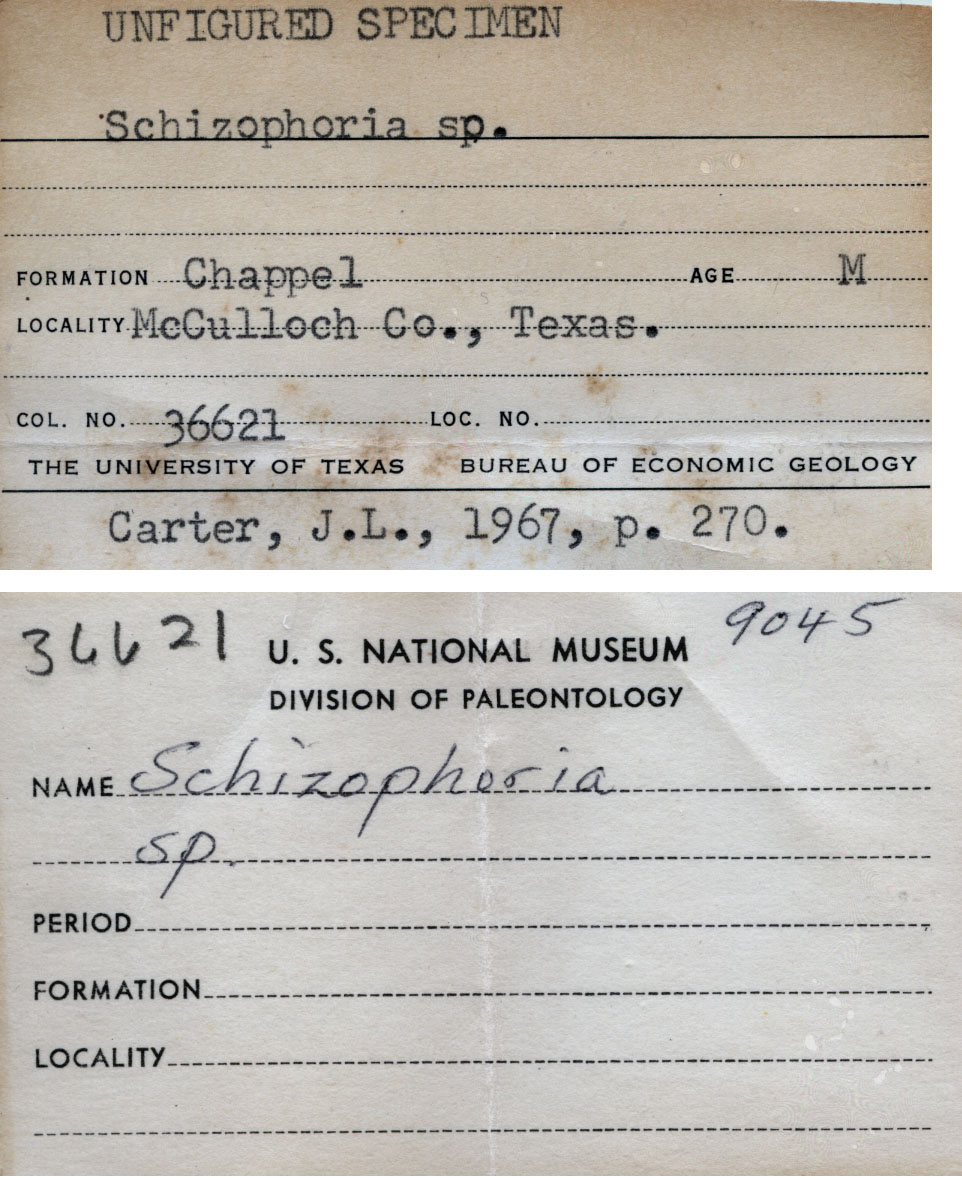 UNFIGURED SPECIMEN
Schizophoria sp.
FORMATION Chappel AGE M
LOCALITY McCulloch Co., Texas.
COL. NO. 36621 LOC. NO.
THE UNIVERSITY OF TEXAS BUREAU OF ECONOMIC GEOLOGY
Carter, J.L., 1967, p. 270.
36621 U. S. NATIONAL MUSEUM 9045
DIVISION OF PALEONTOLOGY
NAME Schizophoria
sp.
PERIOD
FORMATION
LOCALITY